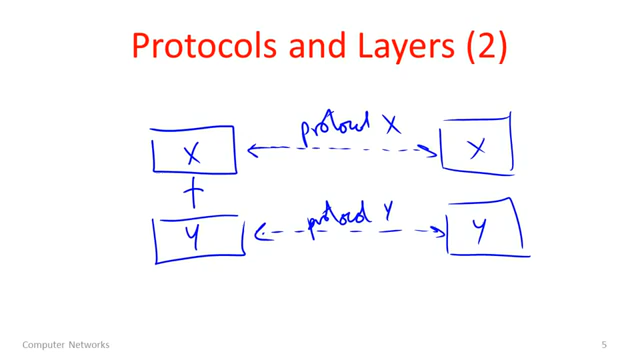 Protocols and Layers (2)
protocol X
X X
protocol Y
Y Y
Computer Networks 5